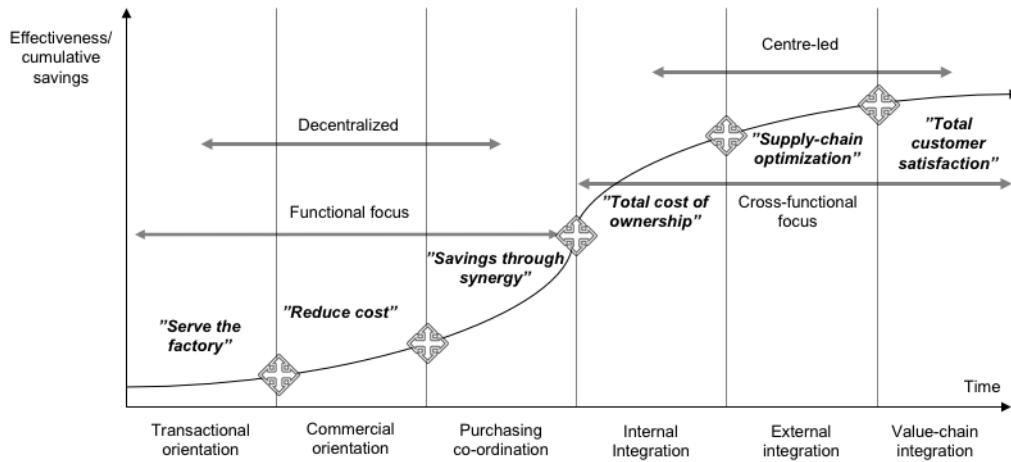 Effectiveness/
cumulative
savings
Centre-led
Decentralized
Functional focus
Cross-functional
focus
”Serve the
factory”
”Reduce cost”
”Savings through
synergy”
”Total cost of
ownership”
”Supply-chain
optimization”
”Total
customer
satisfaction”
Time
Transactional
orientation
Commercial
orientation
Purchasing
co-ordination
Internal
Integration
External
integration
Value-chain
integration